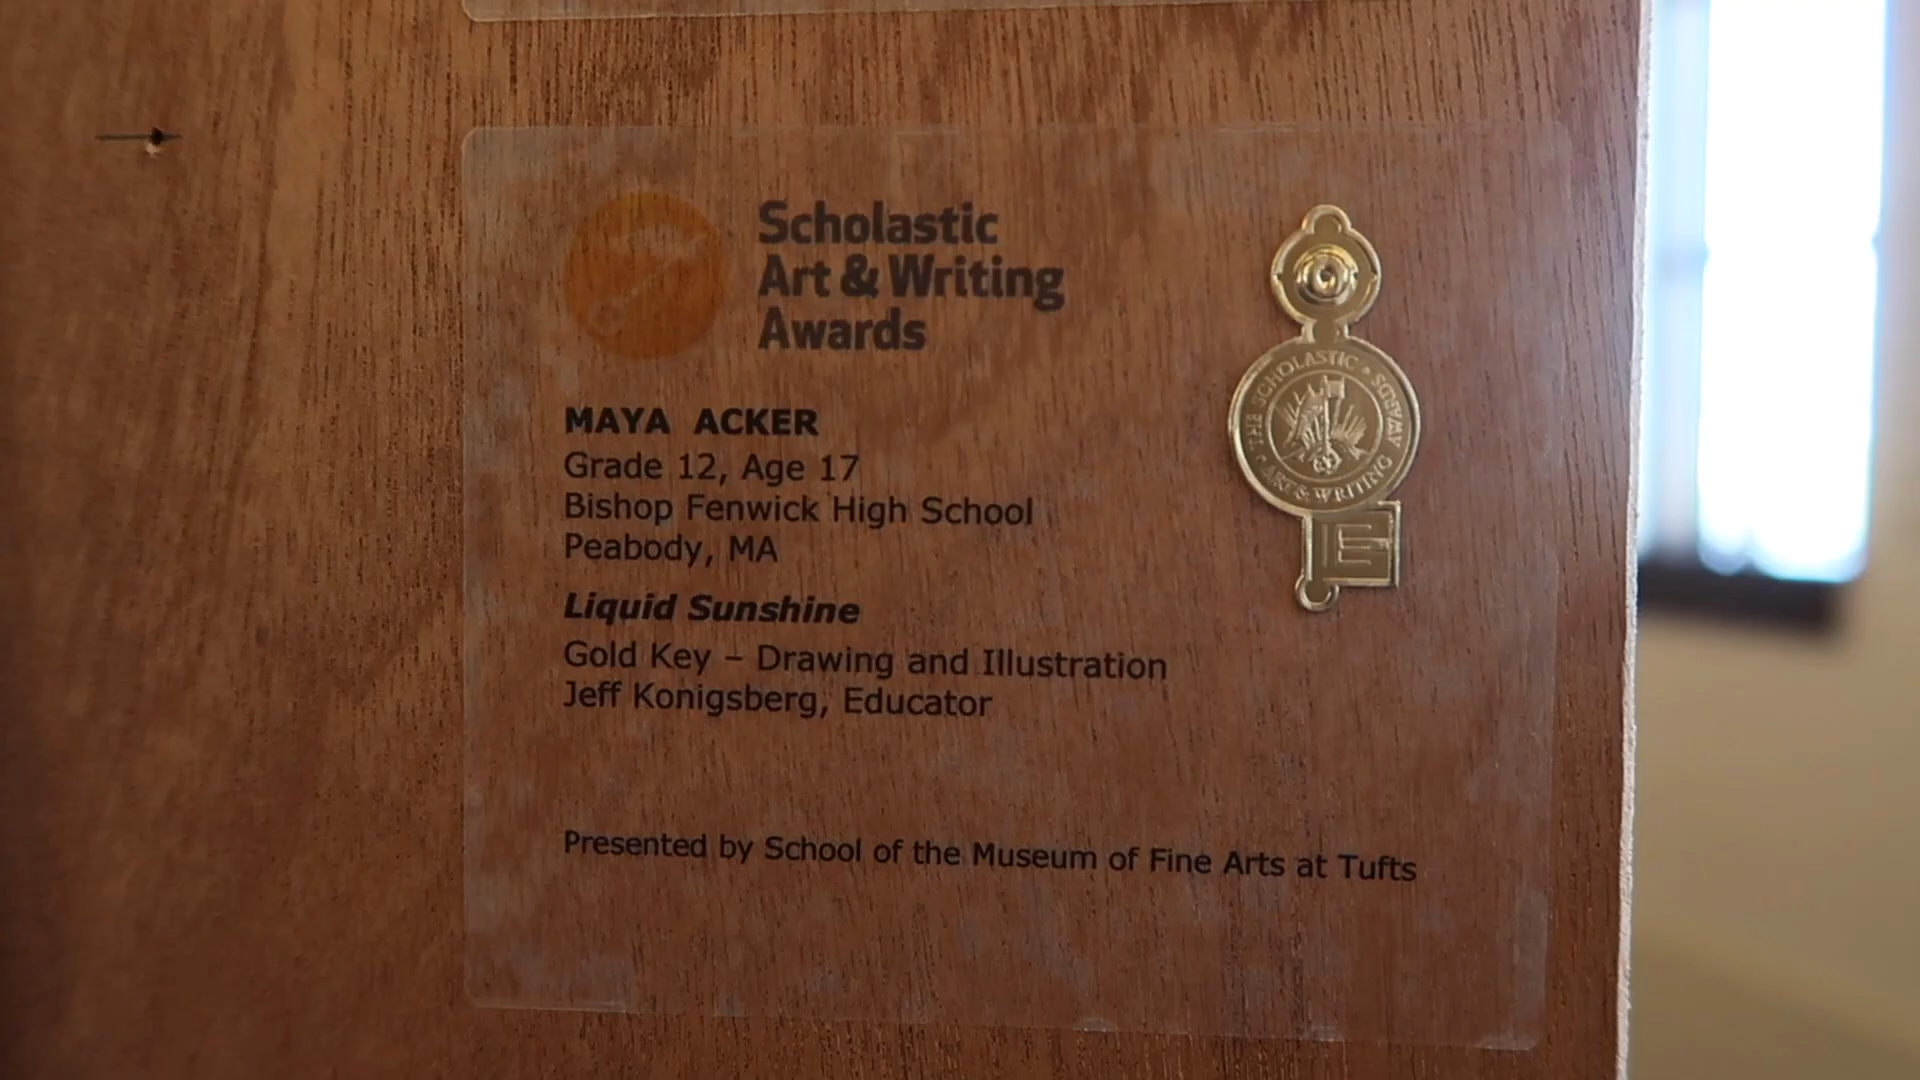 Scholastic
Art & Writing
Awards
MAYA ACKER
Grade 12, Age 17
Bishop Fenwick High School
Peabody, MA
Liquid Sunshine
Gold Key – Drawing and Illustration
Jeff Konigsberg, Educator
Presented by School of the Museum of Fine Arts at Tufts
THE SCHOLASTIC • AWARDS • ART & WRITING
E